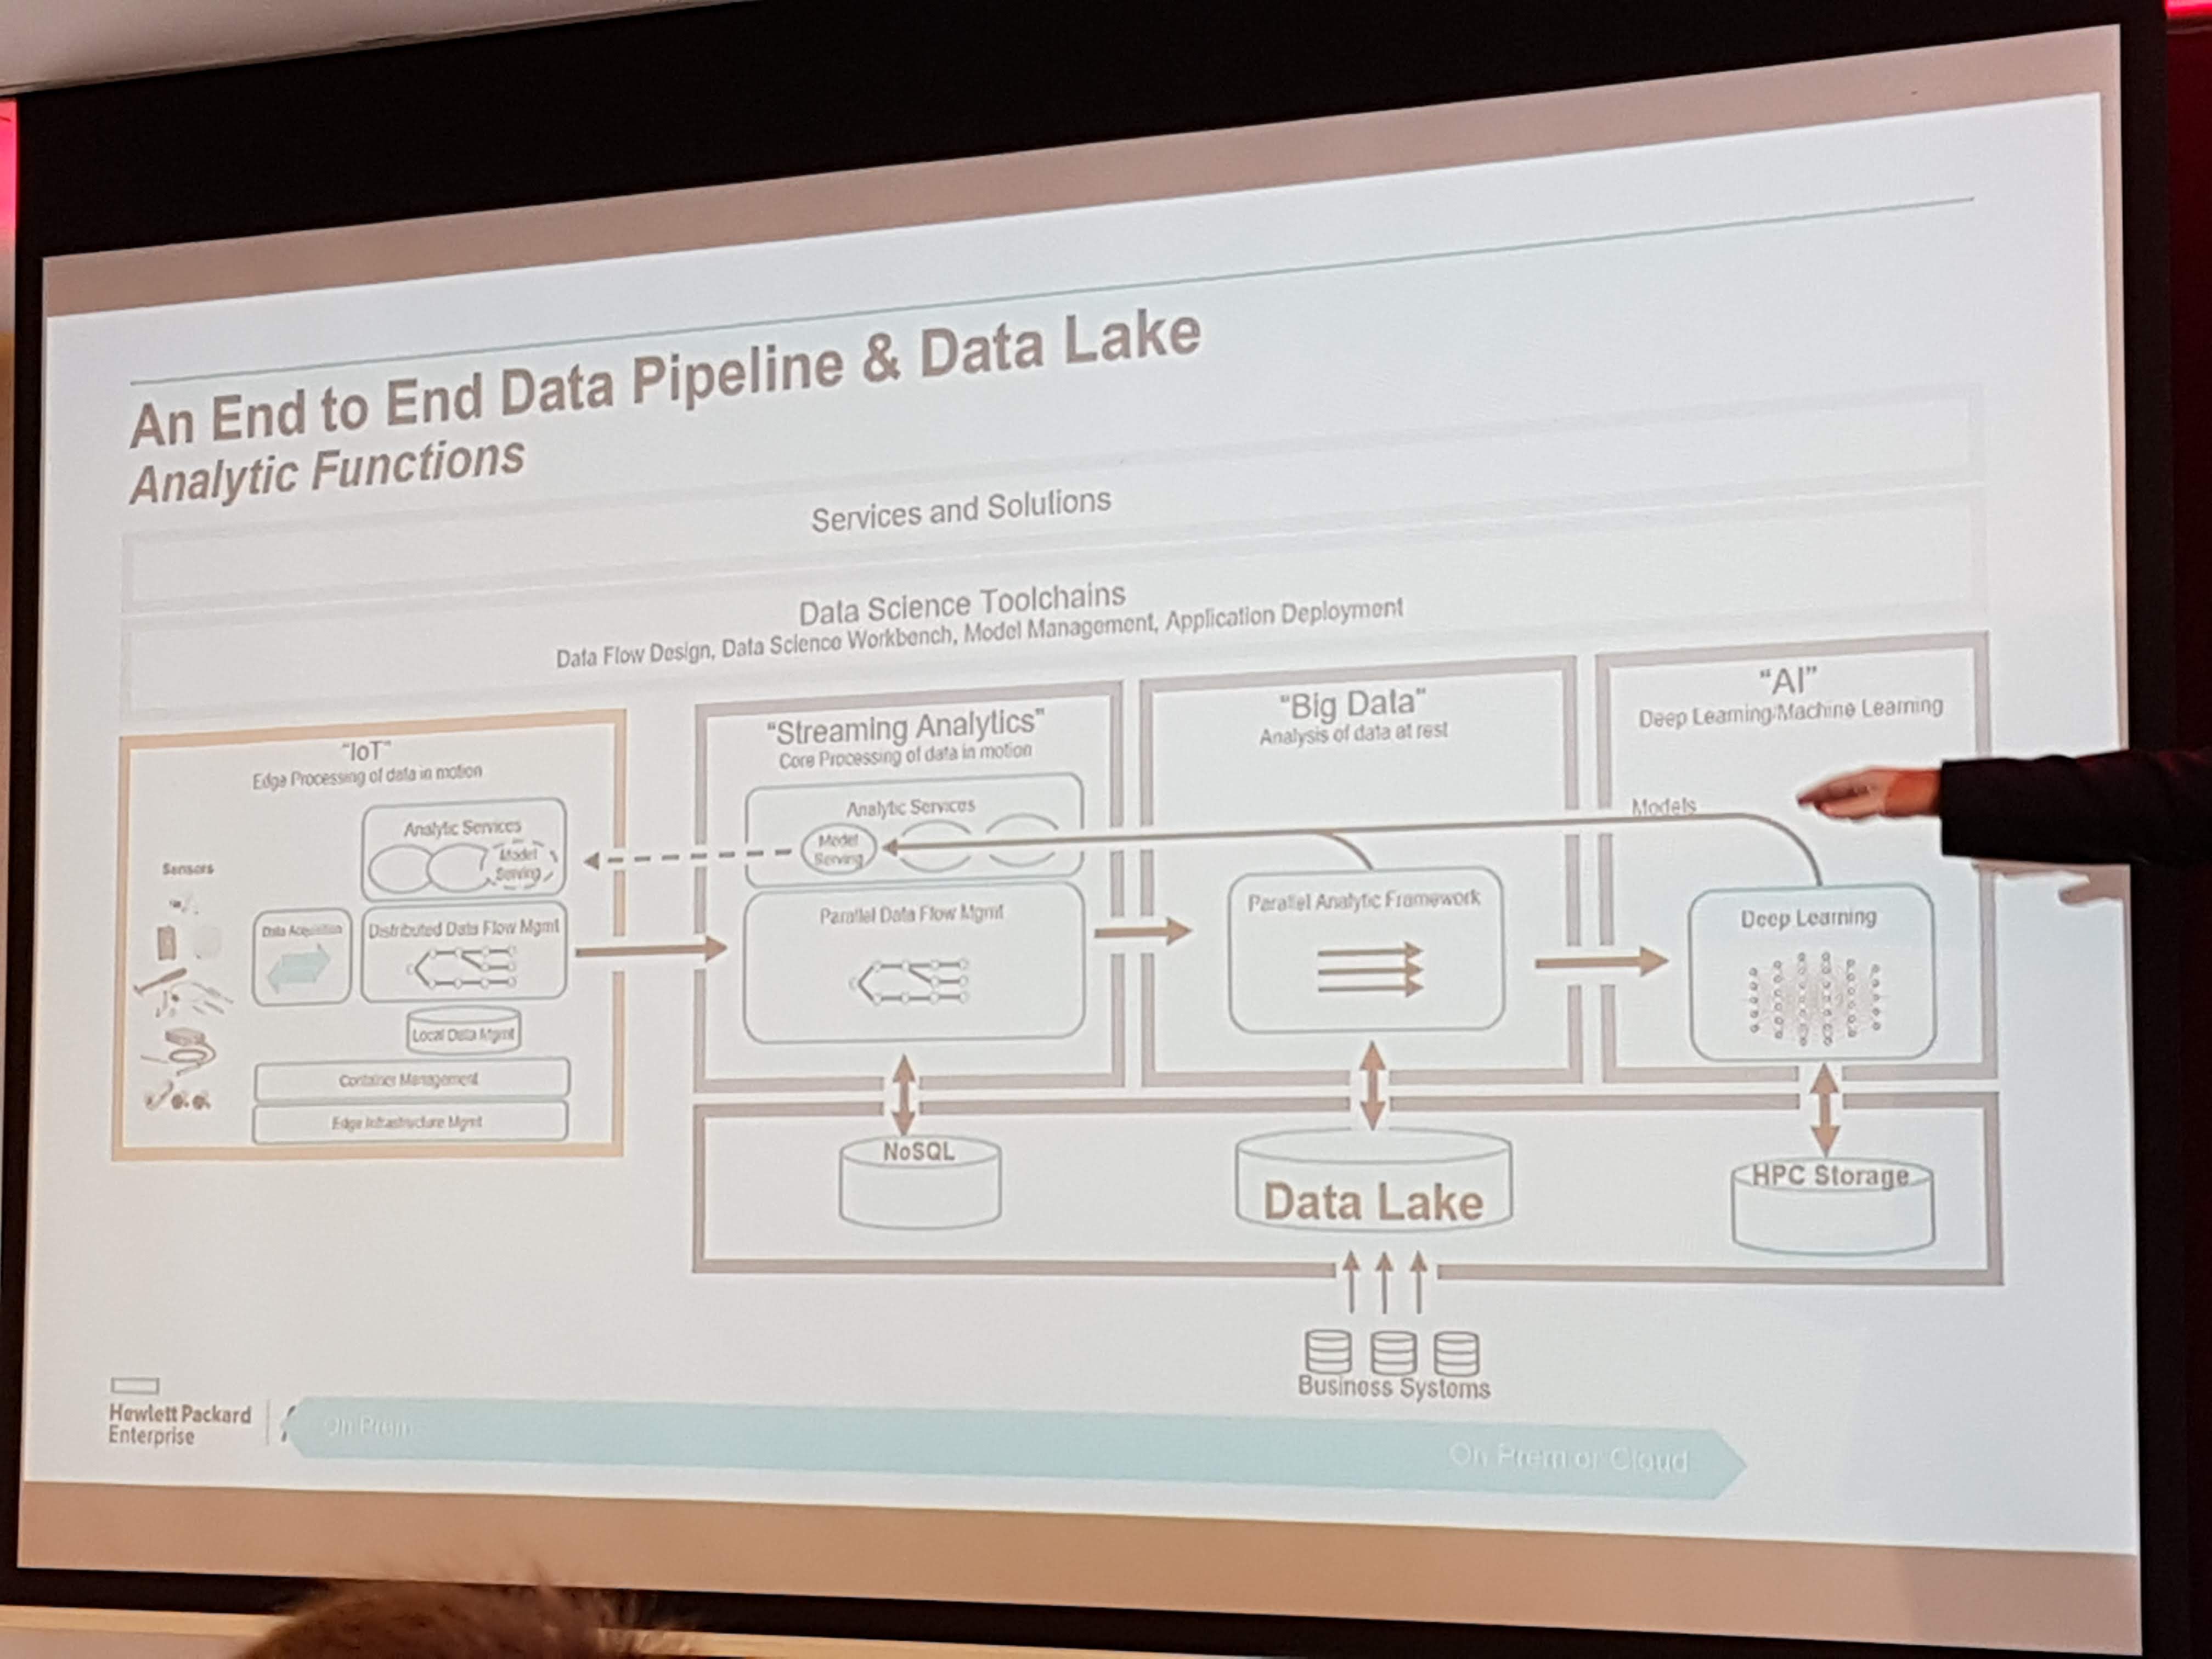 An End to End Data Pipeline & Data Lake
Analytic Functions
Services and Solutions
Data Science Toolchains
Data Flow Design, Data Science Workbench, Model Management, Application Deployment
"IoT"
Edge Processing of data in motion
Analytic Services
Model
Serving
Sensors
Data Acquisition
Distributed Data Flow Mgmt
Local Data Mgmt
Container Management
Edge Infrastructure Mgmt
"Streaming Analytics"
Core Processing of data in motion
Analytic Services
Model
Serving
Parallel Data Flow Mgmt
"Big Data"
Analysis of data at rest
Parallel Analytic Framework
"AI"
Deep Learning/Machine Learning
Models
Deep Learning
NoSQL
Data Lake
HPC Storage
Business Systems
Hewlett Packard
Enterprise
On Prem
On Prem or Cloud